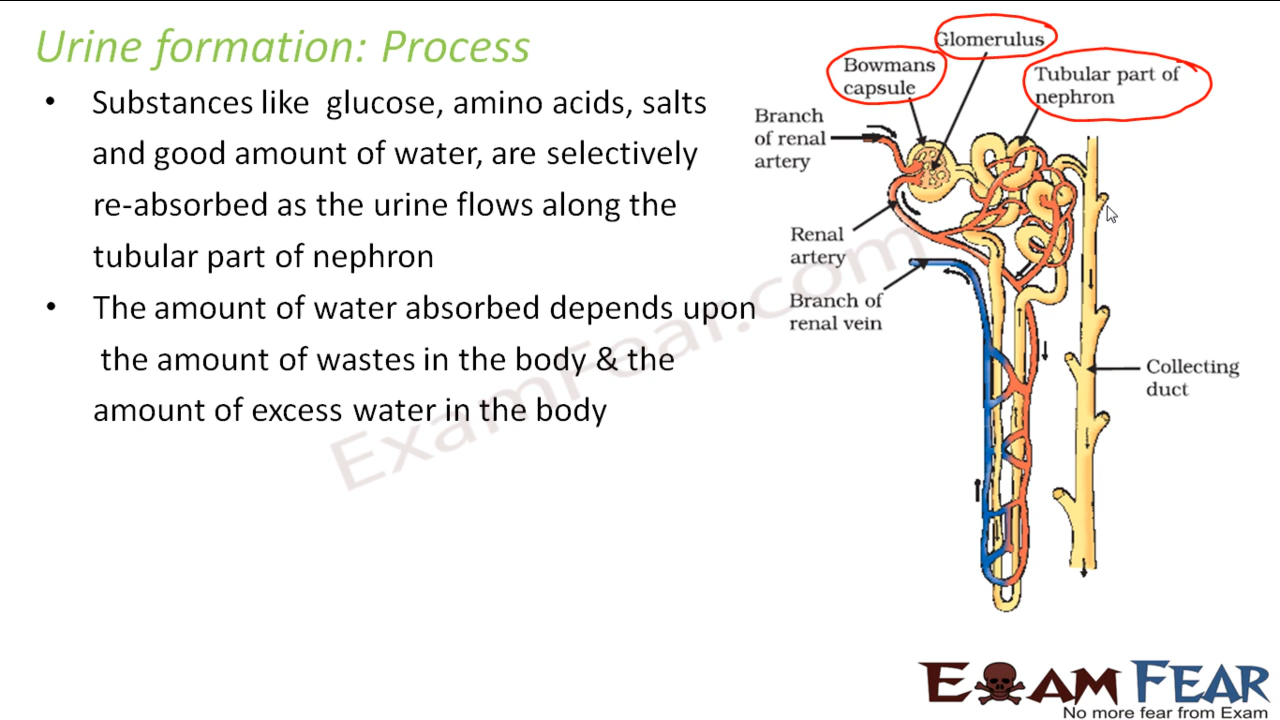 Urine formation: Process
• Substances like glucose, amino acids, salts
and good amount of water, are selectively
re-absorbed as the urine flows along the
tubular part of nephron
• The amount of water absorbed depends upon
the amount of wastes in the body & the
amount of excess water in the body
Glomerulus
Bowmans
capsule
Tubular part of
nephron
Branch
of renal
artery
Renal
artery
Branch of
renal vein
Collecting
duct
ExamFear.com
EXAM FEAR
No more fear from Exam